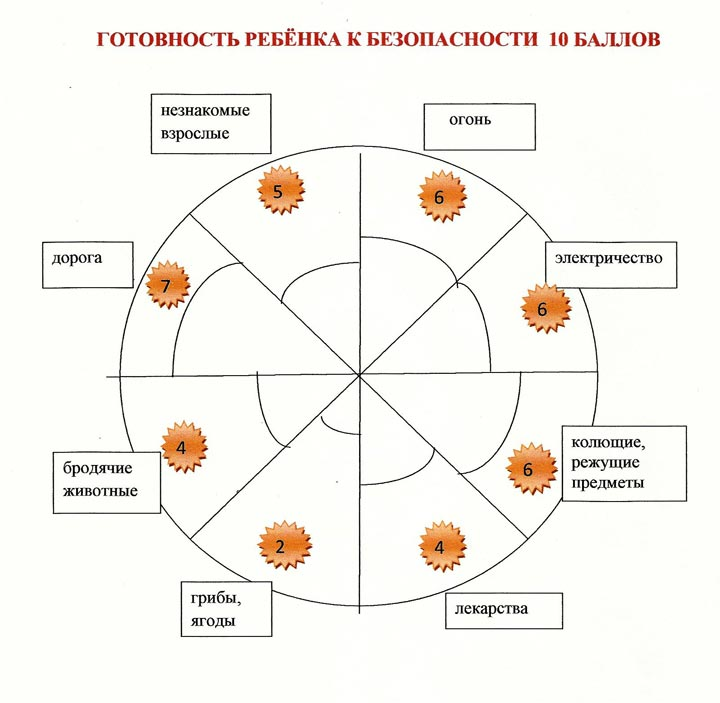 ГОТОВНОСТЬ РЕБЁНКА К БЕЗОПАСНОСТИ 10 БАЛЛОВ
незнакомые
взрослые
огонь
5
6
дорога
электричество
7
6
бродячие
животные
4
колющие,
режущие
предметы
6
2
4
грибы,
ягоды
лекарства